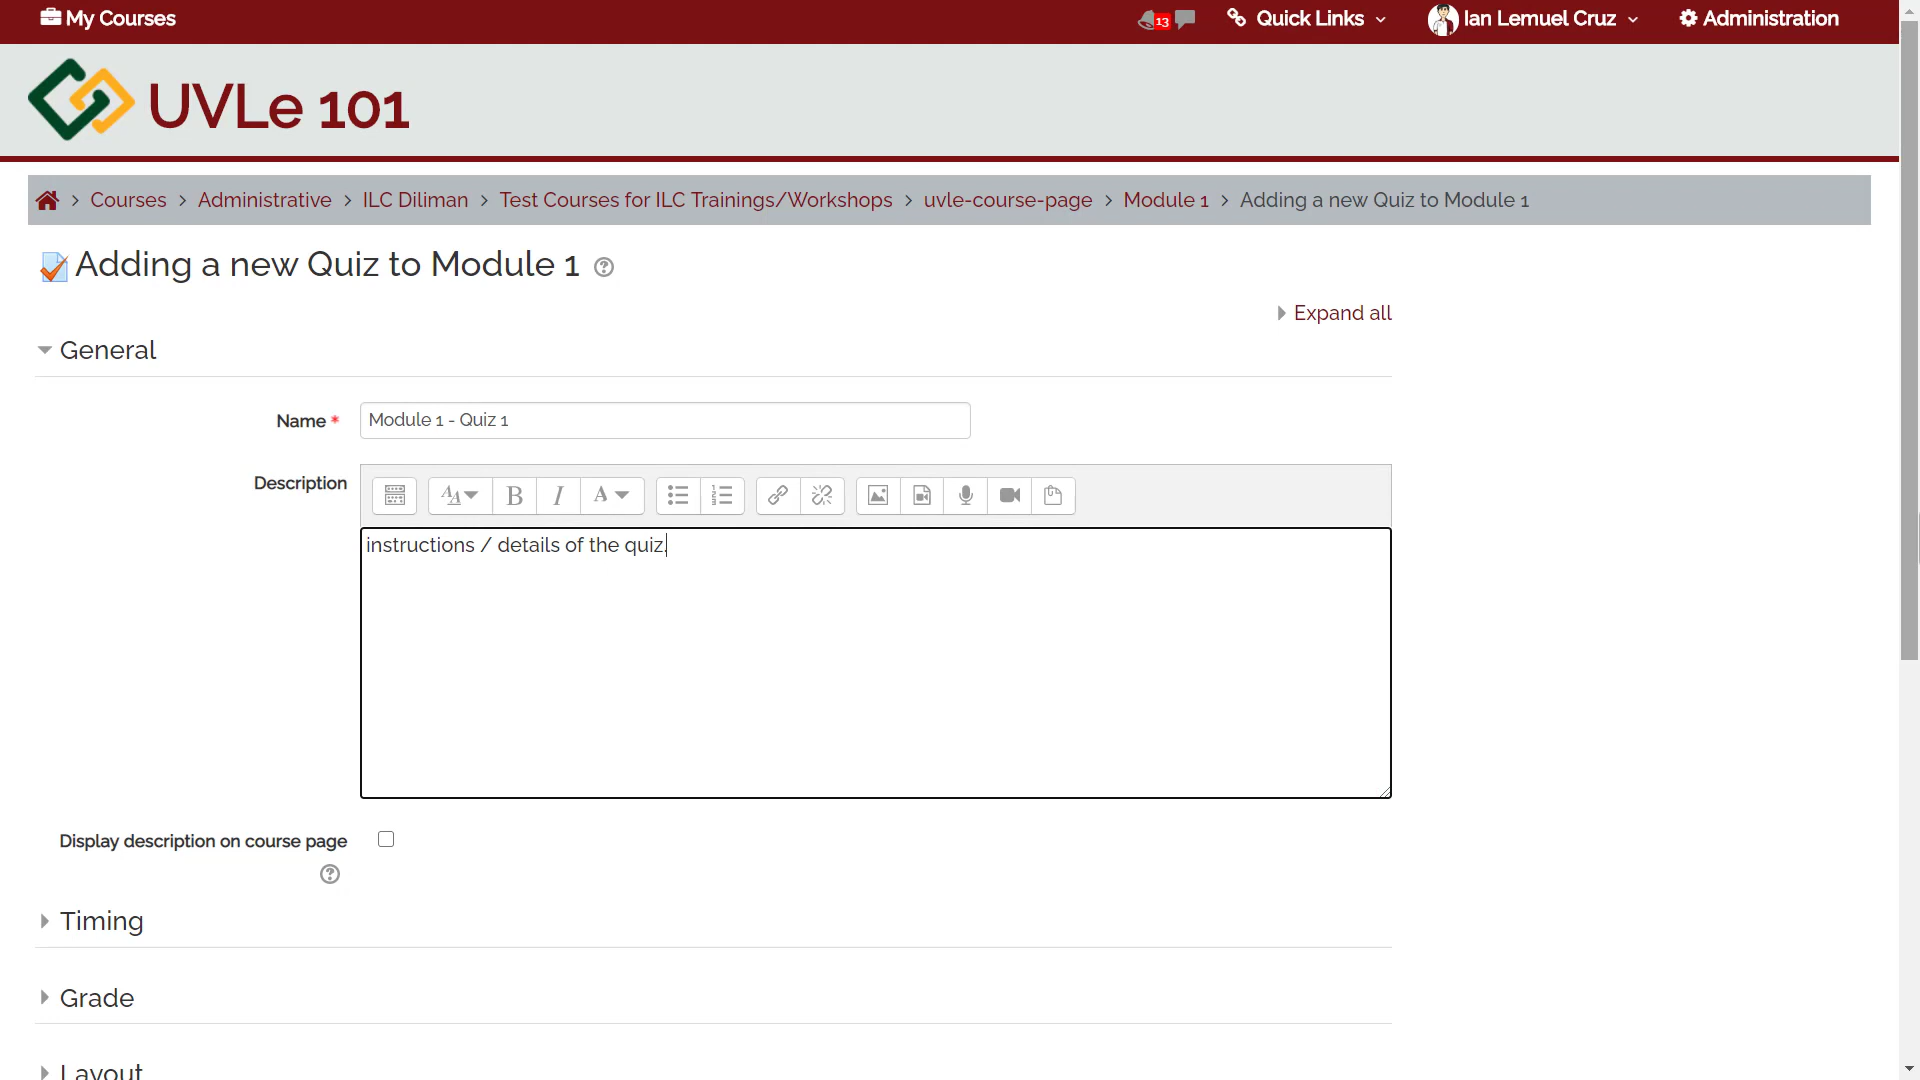 My Courses
13
Quick Links
Ian Lemuel Cruz
Administration
UVLe 101
Courses > Administrative > ILC Diliman > Test Courses for ILC Trainings/Workshops > uvle-course-page > Module 1 > Adding a new Quiz to Module 1
Adding a new Quiz to Module 1
Expand all
General
Name *
Module 1 - Quiz 1
Description
instructions / details of the quiz.
Display description on course page
Timing
Grade
Layout